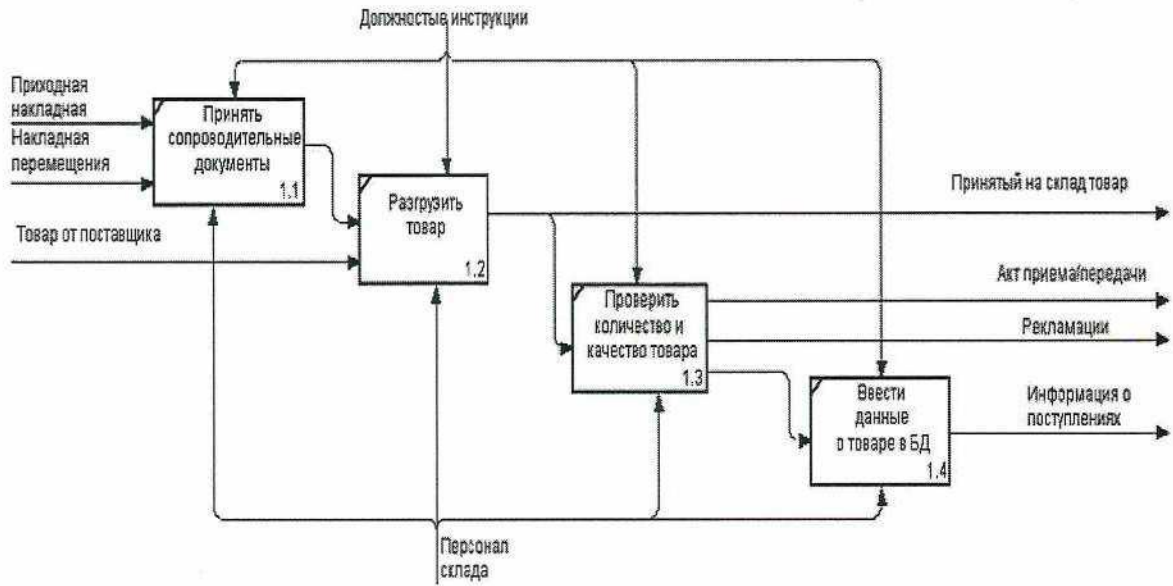 Должностые инструкции
Приходная
накладная
Накладная
перемещения
Принять
сопроводительные
документы
1.1
Товар от поставщика
Разгрузить
товар
1.2
Принятый на склад товар
Проверить
количество и
качество товара
1.3
Акт приема/передачи
Рекламации
Ввести
данные
о товаре в БД
1.4
Информация о
поступлениях
Персонал
склада